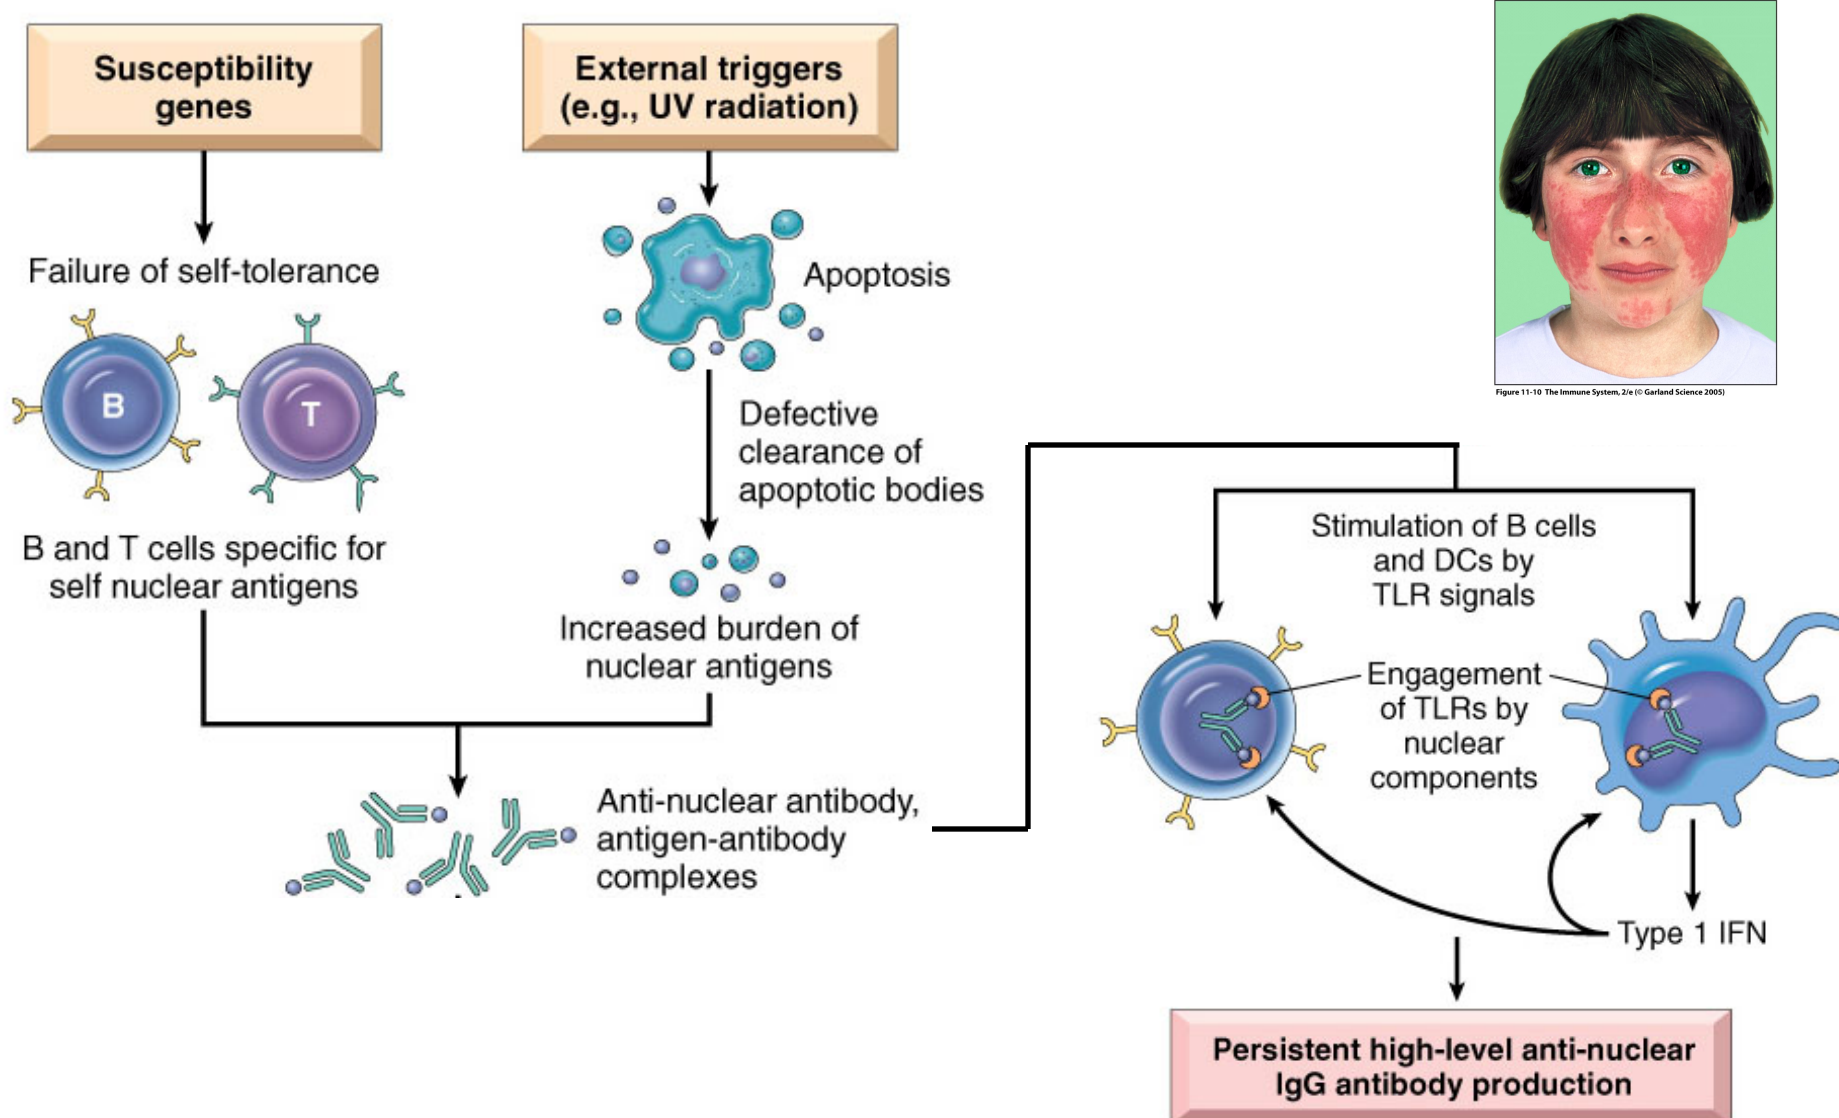 Susceptibility
genes
External triggers
(e.g., UV radiation)
Failure of self-tolerance
B
T
B and T cells specific for
self nuclear antigens
Apoptosis
Defective
clearance of
apoptotic bodies
Increased burden of
nuclear antigens
Anti-nuclear antibody,
antigen-antibody
complexes
Figure 11-10 The Immune System, 2/e (© Garland Science 2005)
Stimulation of B cells
and DCs by
TLR signals
Engagement
of TLRs by
nuclear
components
Type 1 IFN
Persistent high-level anti-nuclear
IgG antibody production